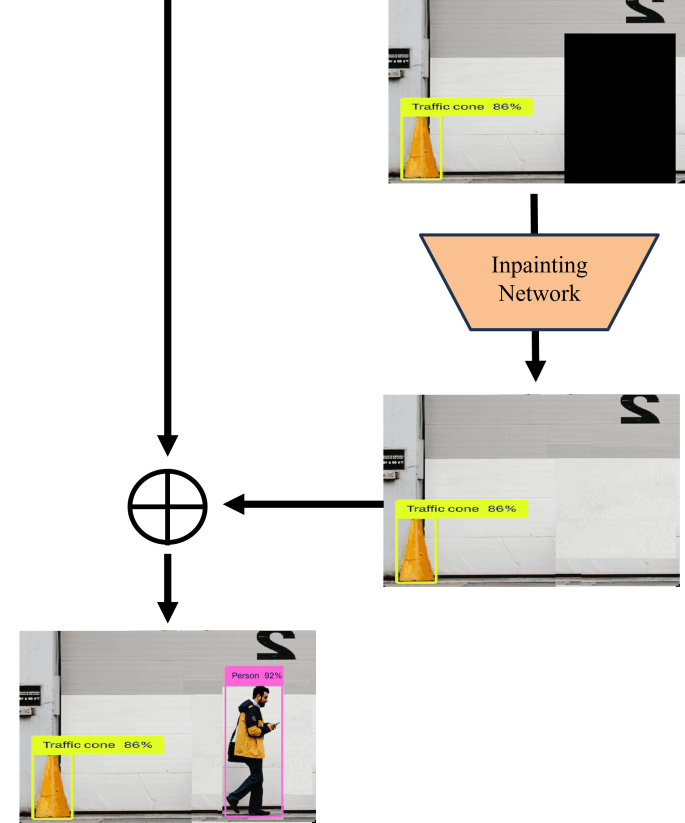 Traffic cone 86%
Inpainting
Network
Traffic cone 86%
Person 92%
Traffic cone 86%